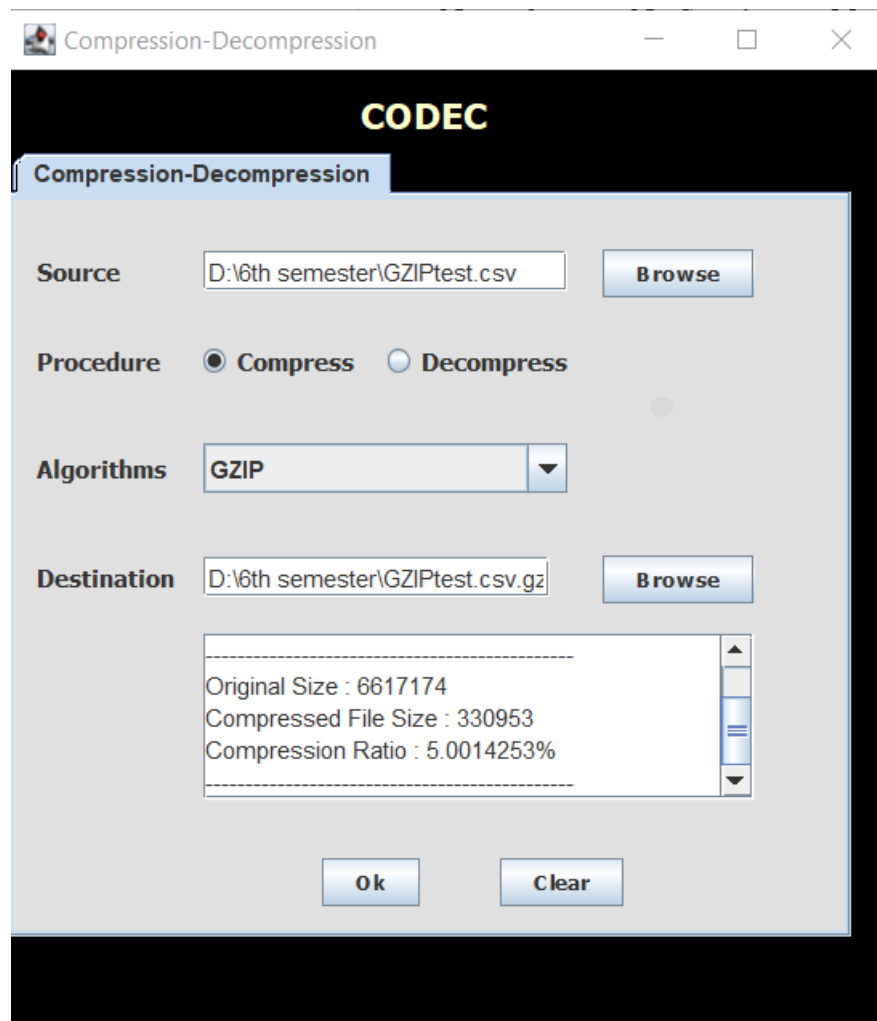 Compression-Decompression
CODEC
Compression-Decompression
Source D:\6th semester\GZIPtest.csv Browse
Procedure Compress Decompress
Algorithms GZIP
Destination D:\6th semester\GZIPtest.csv.gz Browse
----------------------------------------------
Original Size : 6617174
Compressed File Size : 330953
Compression Ratio : 5.0014253%
----------------------------------------------
Ok Clear